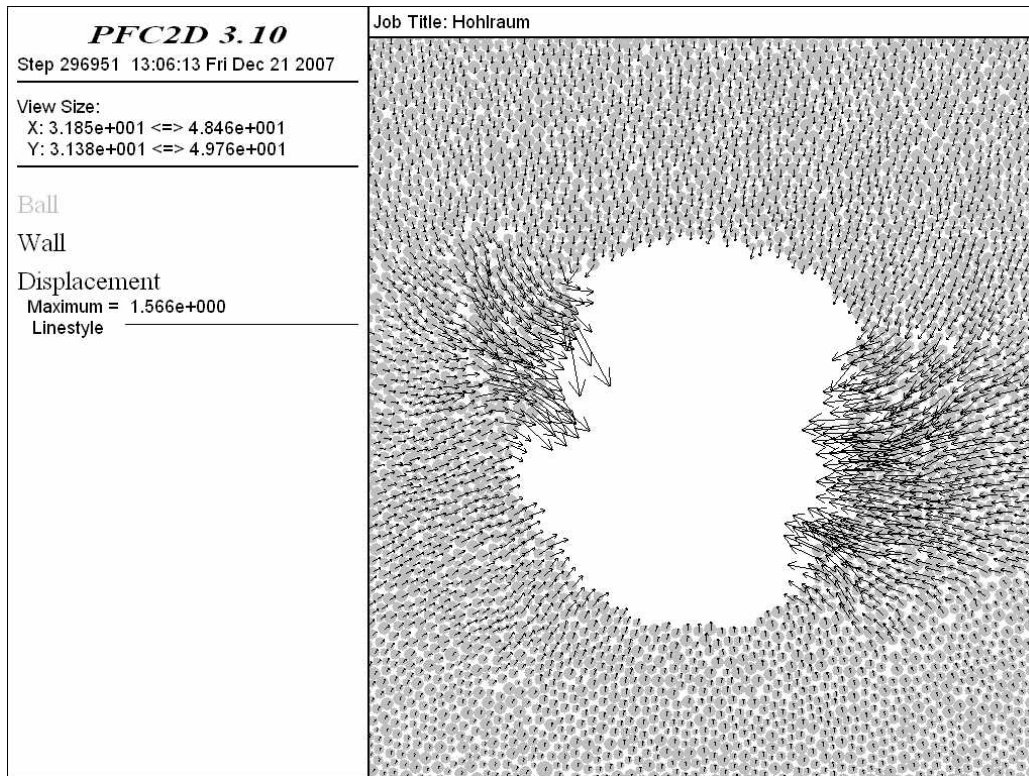 PFC2D 3.10
Step 296951 13:06:13 Fri Dec 21 2007
View Size:
X: 3.185e+001 <=> 4.846e+001
Y: 3.138e+001 <=> 4.976e+001
Ball
Wall
Displacement
Maximum = 1.566e+000
Linestyle
Job Title: Hohlraum